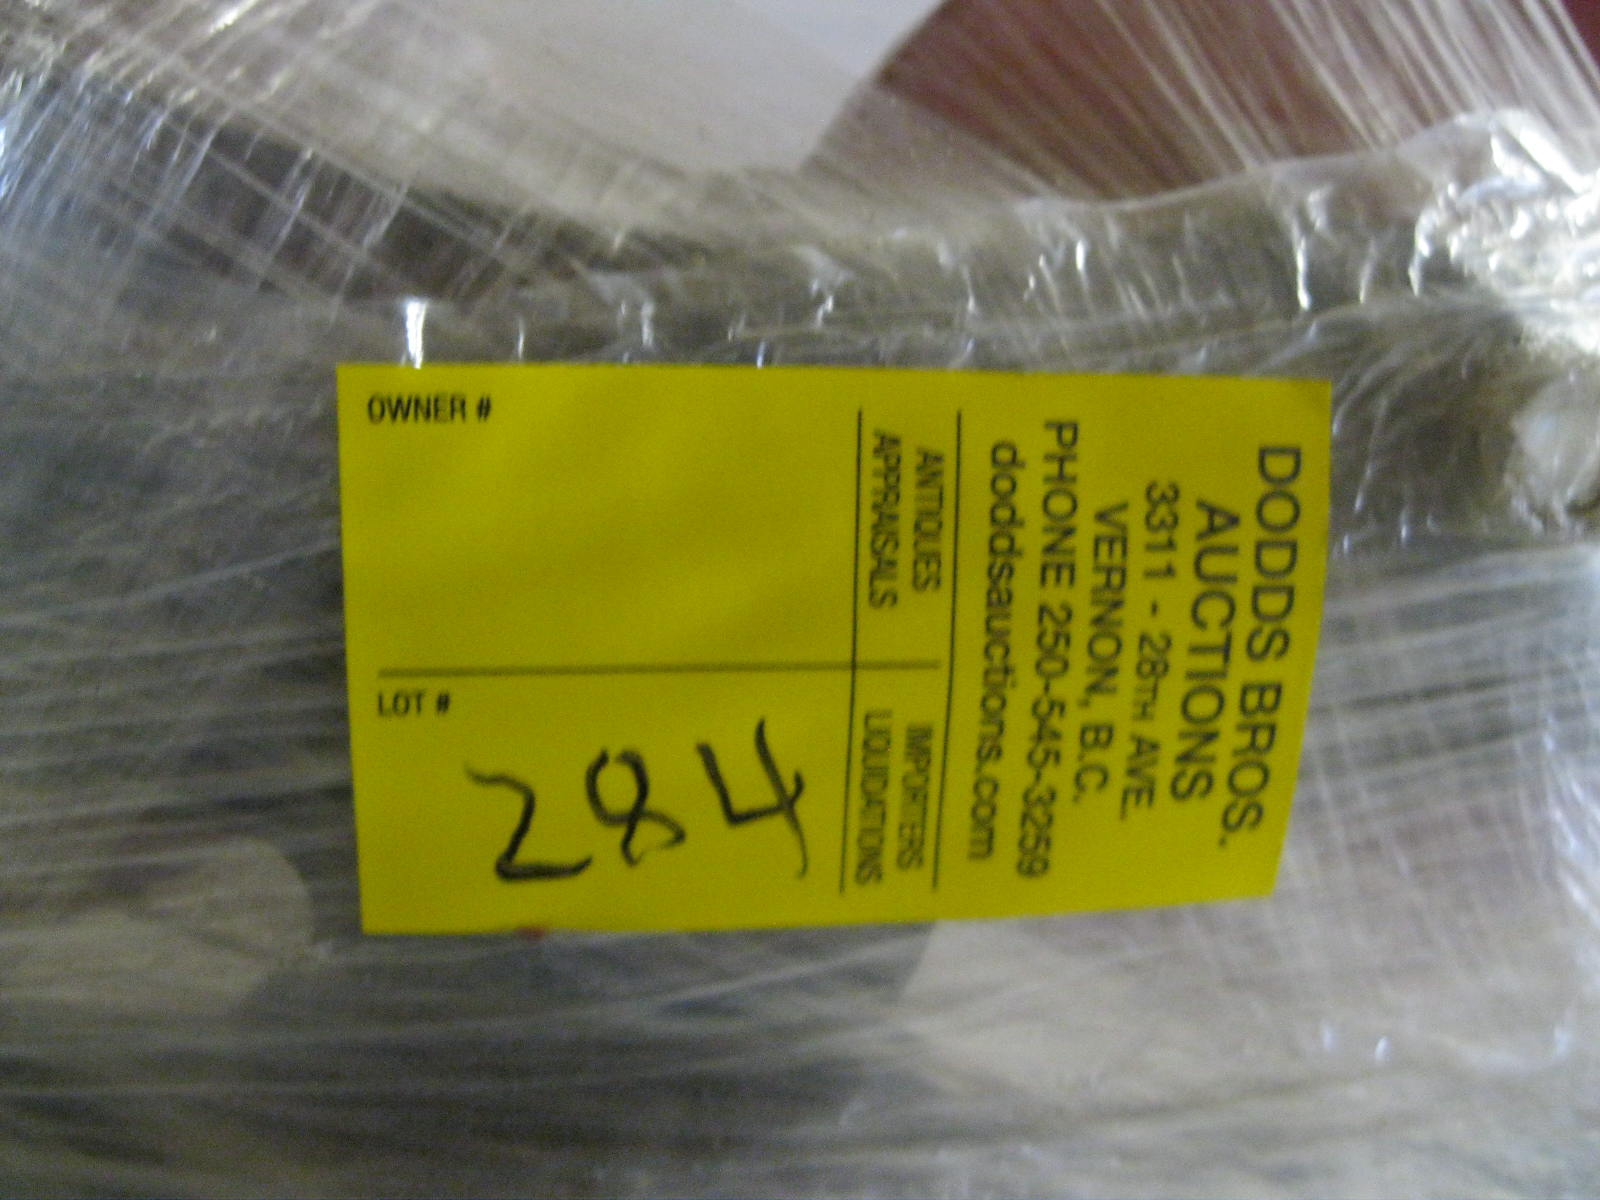 DODDS BROS.
AUCTIONS
3311 - 28TH AVE.
VERNON, B.C.
PHONE 250-545-3259
doddsauctions.com
ANTIQUES
APPRAISALS
IMPORTERS
LIQUIDATIONS
OWNER #
LOT #
284